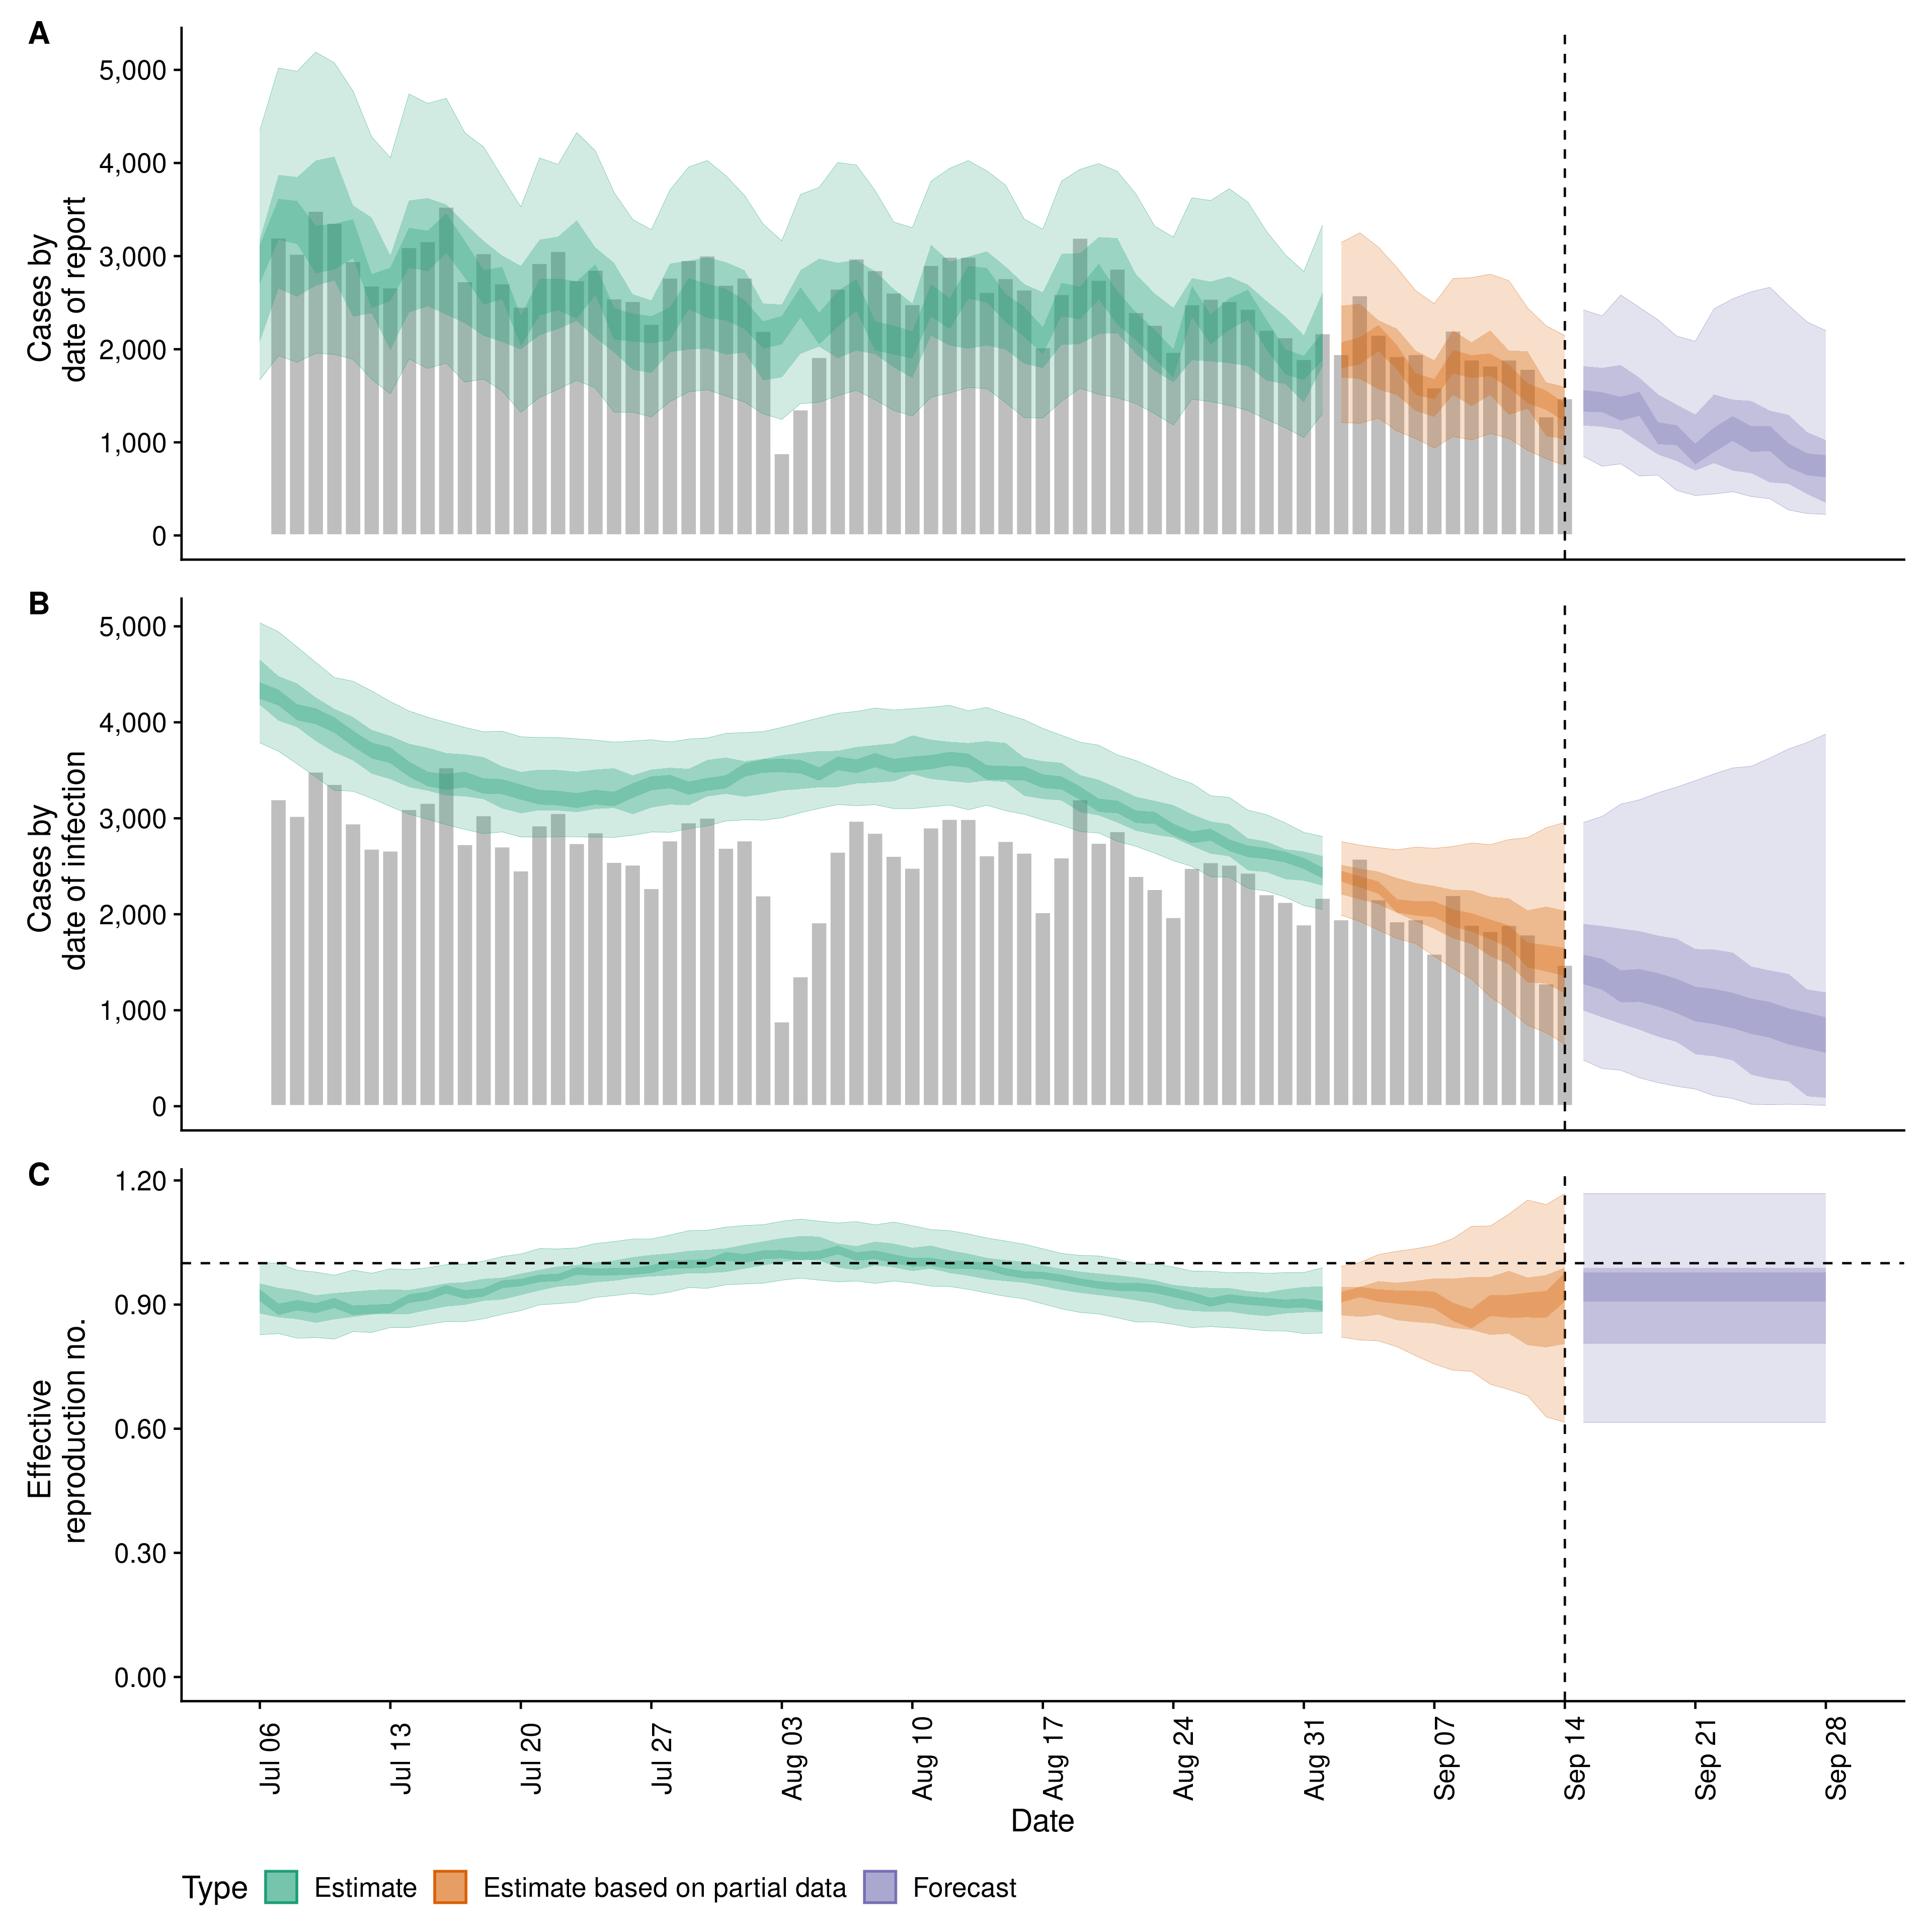 A
Cases by
date of report
5,000
4,000
3,000
2,000
1,000
0
B
Cases by
date of infection
5,000
4,000
3,000
2,000
1,000
0
C
Effective
reproduction no.
1.20
0.90
0.60
0.30
0.00
Jul 06
Jul 13
Jul 20
Jul 27
Aug 03
Aug 10
Aug 17
Aug 24
Aug 31
Sep 07
Sep 14
Sep 21
Sep 28
Date
Type Estimate Estimate based on partial data Forecast